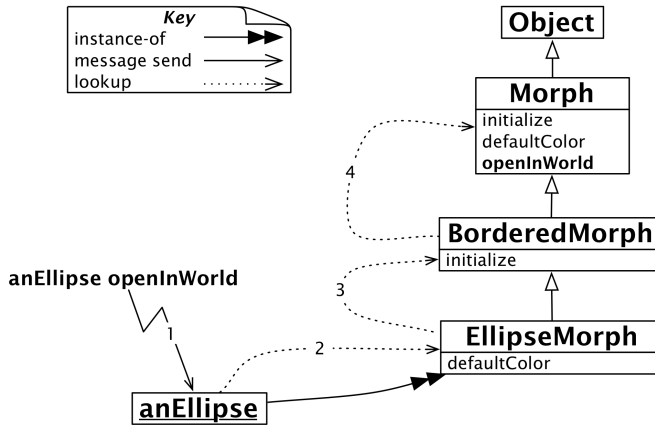 Key
instance-of
message send
lookup
Object
Morph
initialize
defaultColor
openInWorld
4
BorderedMorph
initialize
anEllipse openInWorld
3
1
2
EllipseMorph
defaultColor
anEllipse